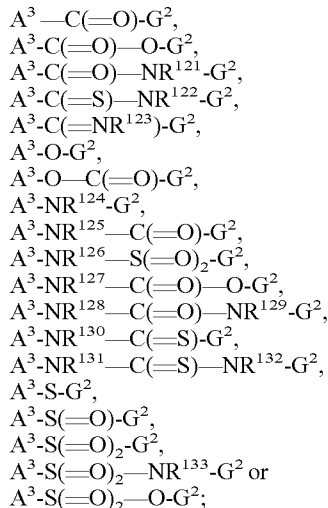 A³—C(═O)-G²,
A³-C(═O)—O-G²,
A³-C(═O)—NR¹²¹-G²,
A³-C(═S)—NR¹²²-G²,
A³-C(═NR¹²³)-G²,
A³-O-G²,
A³-O—C(═O)-G²,
A³-NR¹²⁴-G²,
A³-NR¹²⁵—C(═O)-G²,
A³-NR¹²⁶—S(═O)₂-G²,
A³-NR¹²⁷—C(═O)—O-G²,
A³-NR¹²⁸—C(═O)—NR¹²⁹-G²,
A³-NR¹³⁰—C(═S)-G²,
A³-NR¹³¹—C(═S)—NR¹³²-G²,
A³-S-G²,
A³-S(═O)-G²,
A³-S(═O)₂-G²,
A³-S(═O)₂—NR¹³³-G² or
A³-S(═O)₂—O-G²;